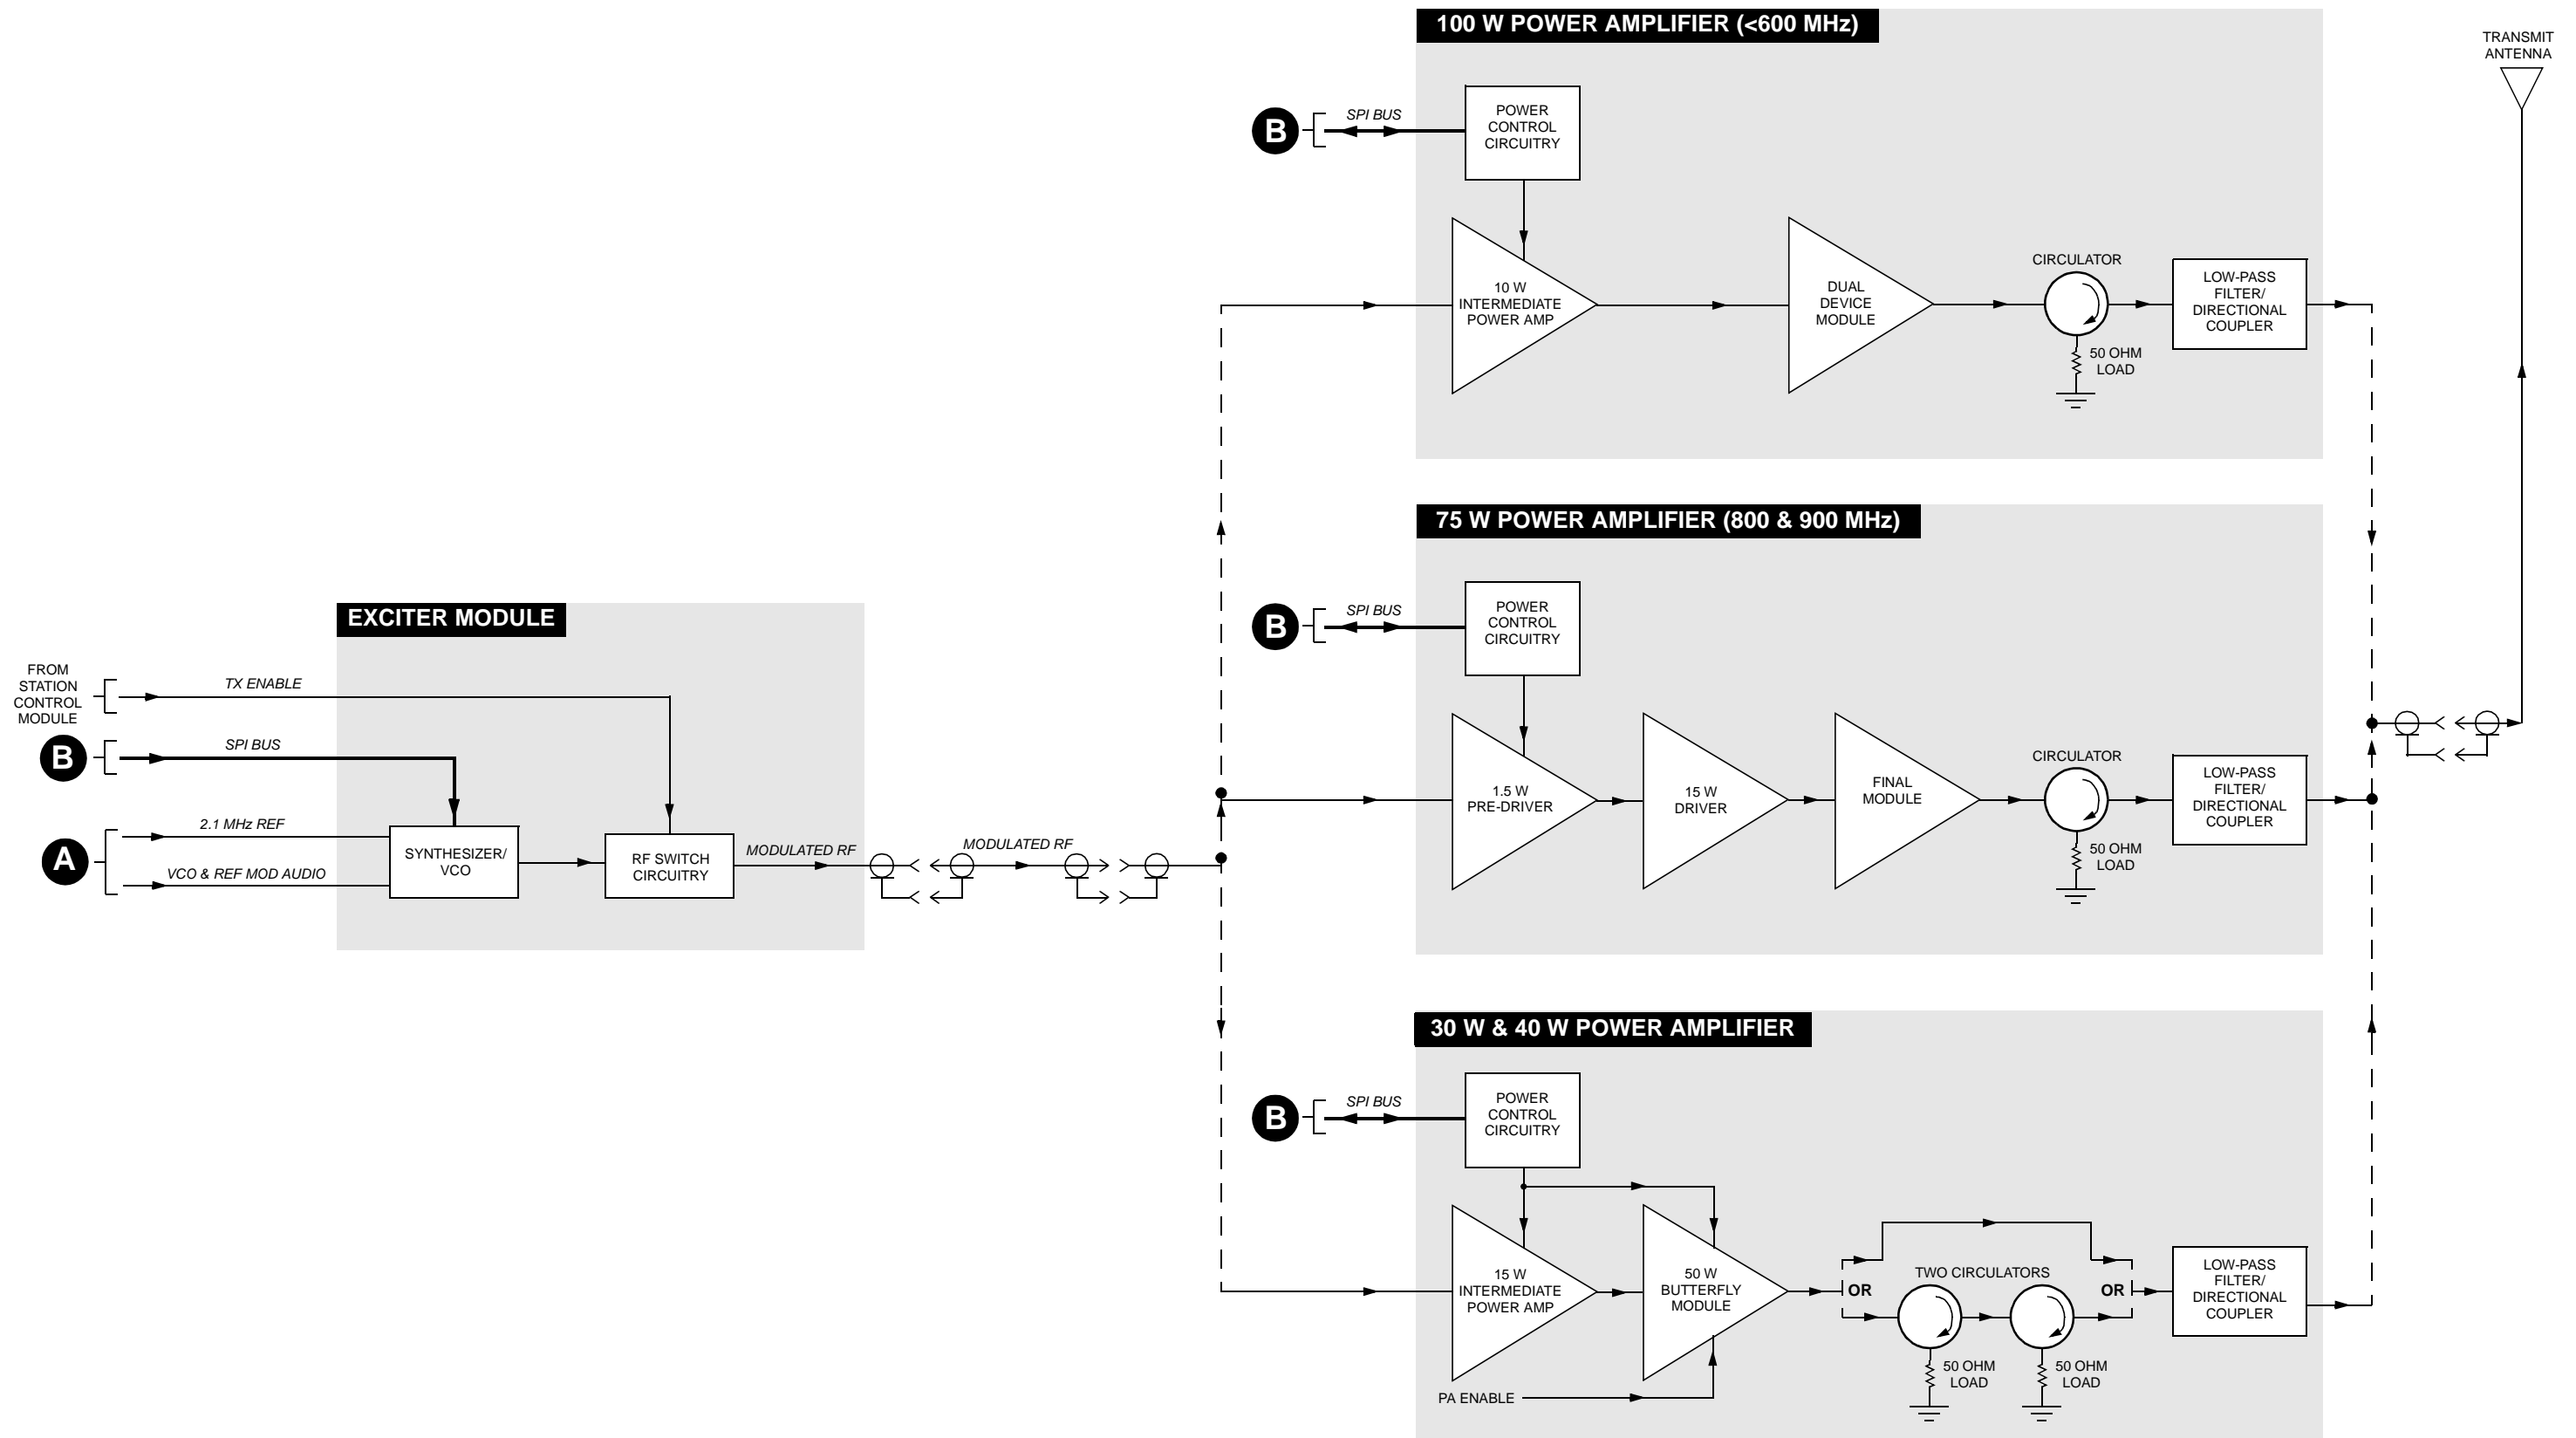 100 W POWER AMPLIFIER (<600 MHz)
TRANSMIT
ANTENNA
B
SPI BUS
POWER
CONTROL
CIRCUITRY
10 W
INTERMEDIATE
POWER AMP
DUAL
DEVICE
MODULE
CIRCULATOR
50 OHM
LOAD
LOW-PASS
FILTER/
DIRECTIONAL
COUPLER
75 W POWER AMPLIFIER (800 & 900 MHz)
B
SPI BUS
POWER
CONTROL
CIRCUITRY
1.5 W
PRE-DRIVER
15 W
DRIVER
FINAL
MODULE
CIRCULATOR
50 OHM
LOAD
LOW-PASS
FILTER/
DIRECTIONAL
COUPLER
EXCITER MODULE
FROM
STATION
CONTROL
MODULE
TX ENABLE
B
SPI BUS
A
2.1 MHz REF
VCO & REF MOD AUDIO
SYNTHESIZER/
VCO
RF SWITCH
CIRCUITRY
MODULATED RF
MODULATED RF
30 W & 40 W POWER AMPLIFIER
B
SPI BUS
POWER
CONTROL
CIRCUITRY
15 W
INTERMEDIATE
POWER AMP
50 W
BUTTERFLY
MODULE
PA ENABLE
OR
TWO CIRCULATORS
OR
50 OHM
LOAD
50 OHM
LOAD
LOW-PASS
FILTER/
DIRECTIONAL
COUPLER